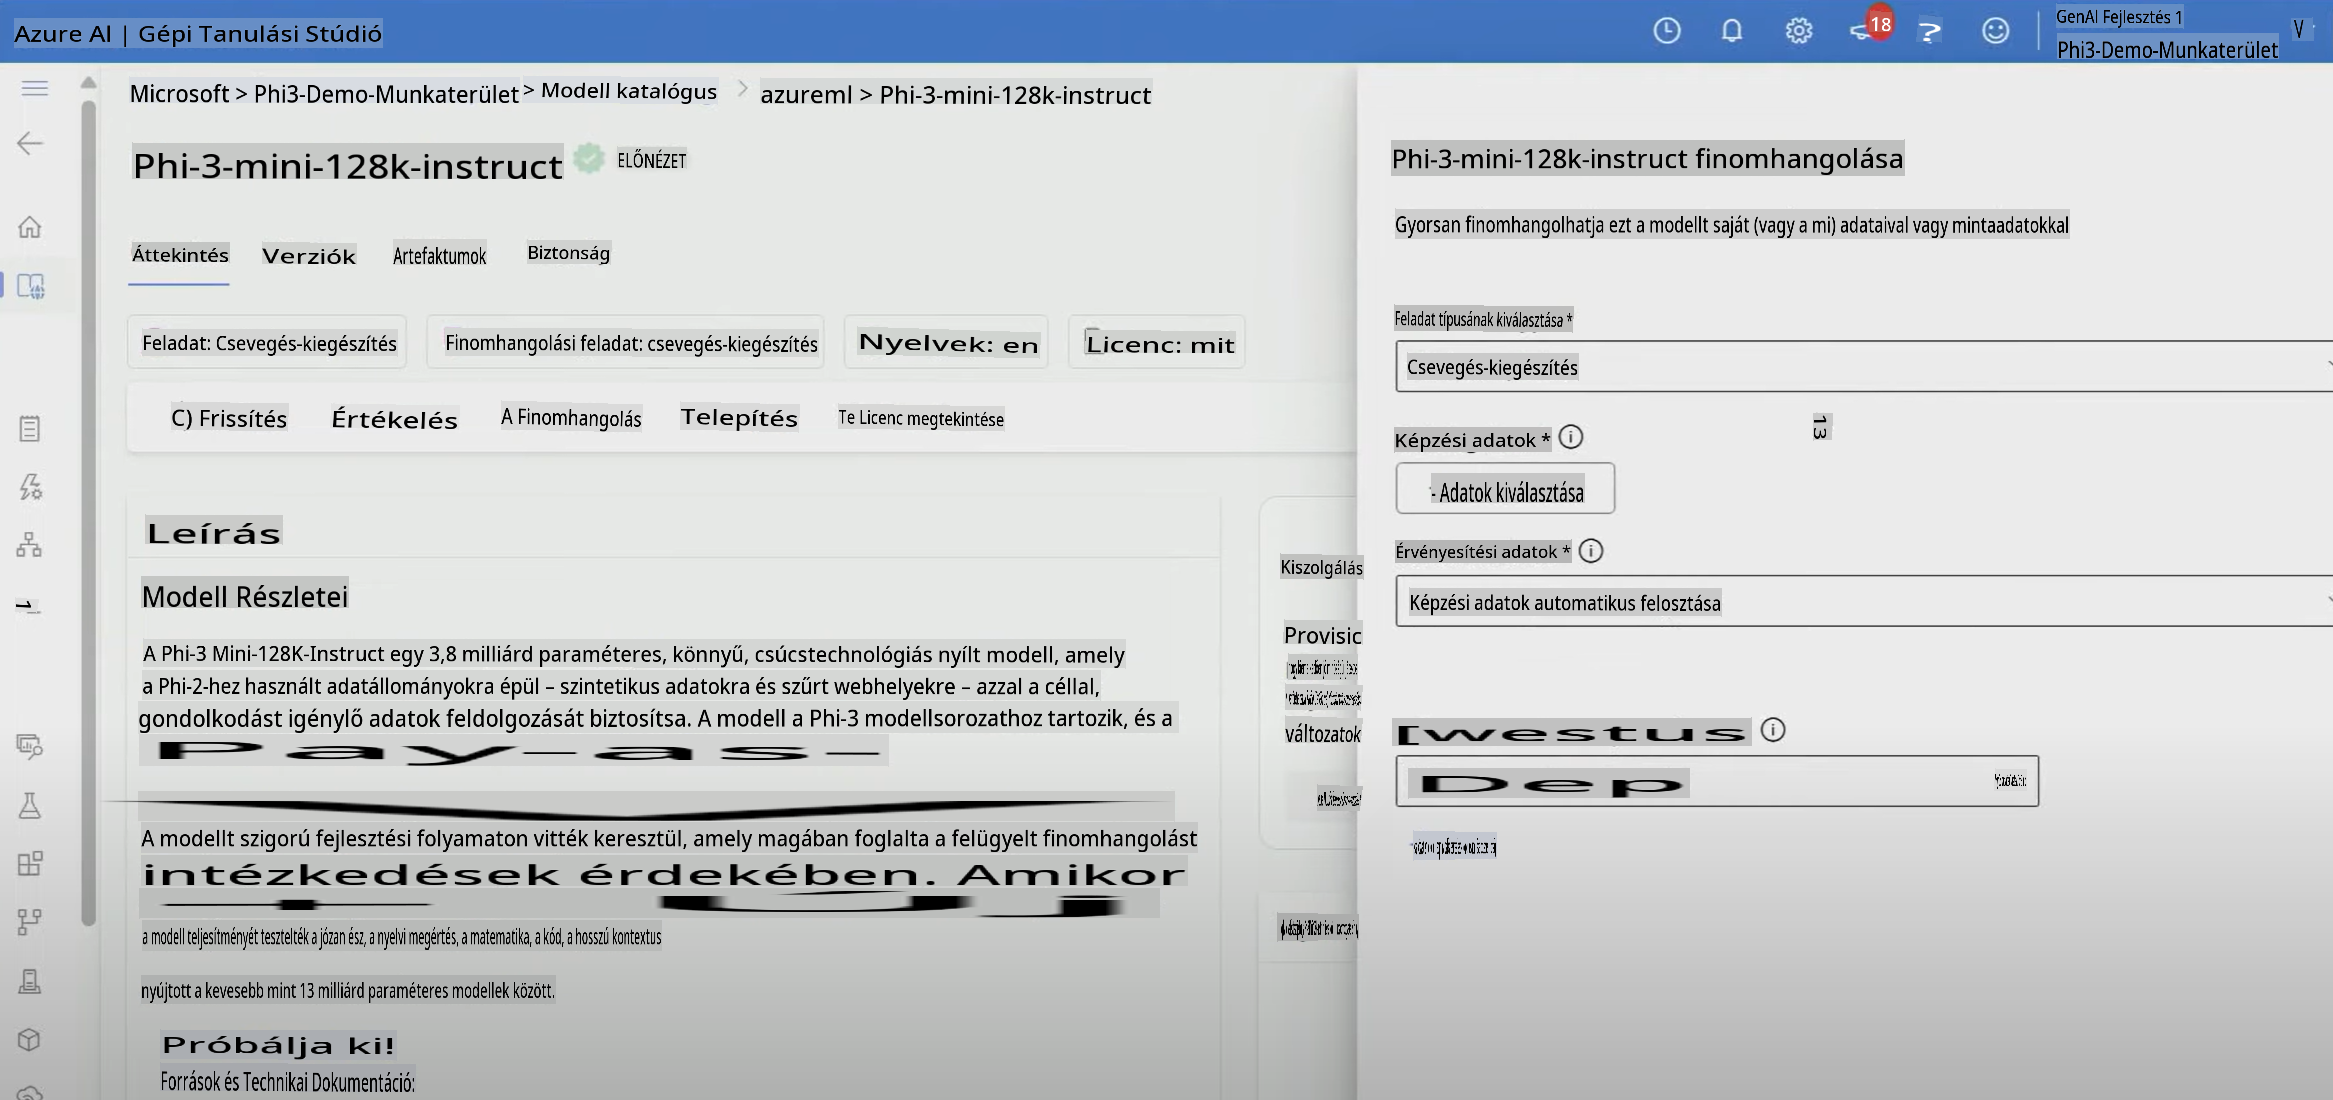 Azure AI | Gépi Tanulási Stúdió
18
GenAI Fejlesztés 1
Phi3-Demo-Munkaterület
V
Microsoft > Phi3-Demo-Munkaterület > Modell katalógus > azureml > Phi-3-mini-128k-instruct
Phi-3-mini-128k-instruct ELŐNÉZET
Áttekintés Verziók Artefaktumok Biztonság
Feladat: Csevegés-kiegészítés Finomhangolási feladat: csevegés-kiegészítés Nyelvek: en Licenc: mit
C) Frissítés Értékelés A Finomhangolás Telepítés Te Licenc megtekintése
Leírás
Modell Részletei
A Phi-3 Mini-128K-Instruct egy 3,8 milliárd paraméteres, könnyű, csúcstechnológiás nyílt modell, amely
a Phi-2-hez használt adatállományokra épül – szintetikus adatokra és szűrt webhelyekre – azzal a céllal,
gondolkodást igénylő adatok feldolgozását biztosítsa. A modell a Phi-3 modellsorozathoz tartozik, és a
Pay-as-
A modellt szigorú fejlesztési folyamaton vitték keresztül, amely magában foglalta a felügyelt finomhangolást
intézkedések érdekében. Amikor
a modell teljesítményét tesztelték a józan ész, a nyelvi megértés, a matematika, a kód, a hosszú kontextus
nyújtott a kevesebb mint 13 milliárd paraméteres modellek között.
Próbálja ki!
Források és Technikai Dokumentáció:
1
Kiszolgálás
Provisic
változatok
Phi-3-mini-128k-instruct finomhangolása
Gyorsan finomhangolhatja ezt a modellt saját (vagy a mi) adataival vagy mintaadatokkal
Feladat típusának kiválasztása *
Csevegés-kiegészítés
13
Képzési adatok *
- Adatok kiválasztása
Érvényesítési adatok *
Képzési adatok automatikus felosztása
[westus
Dep